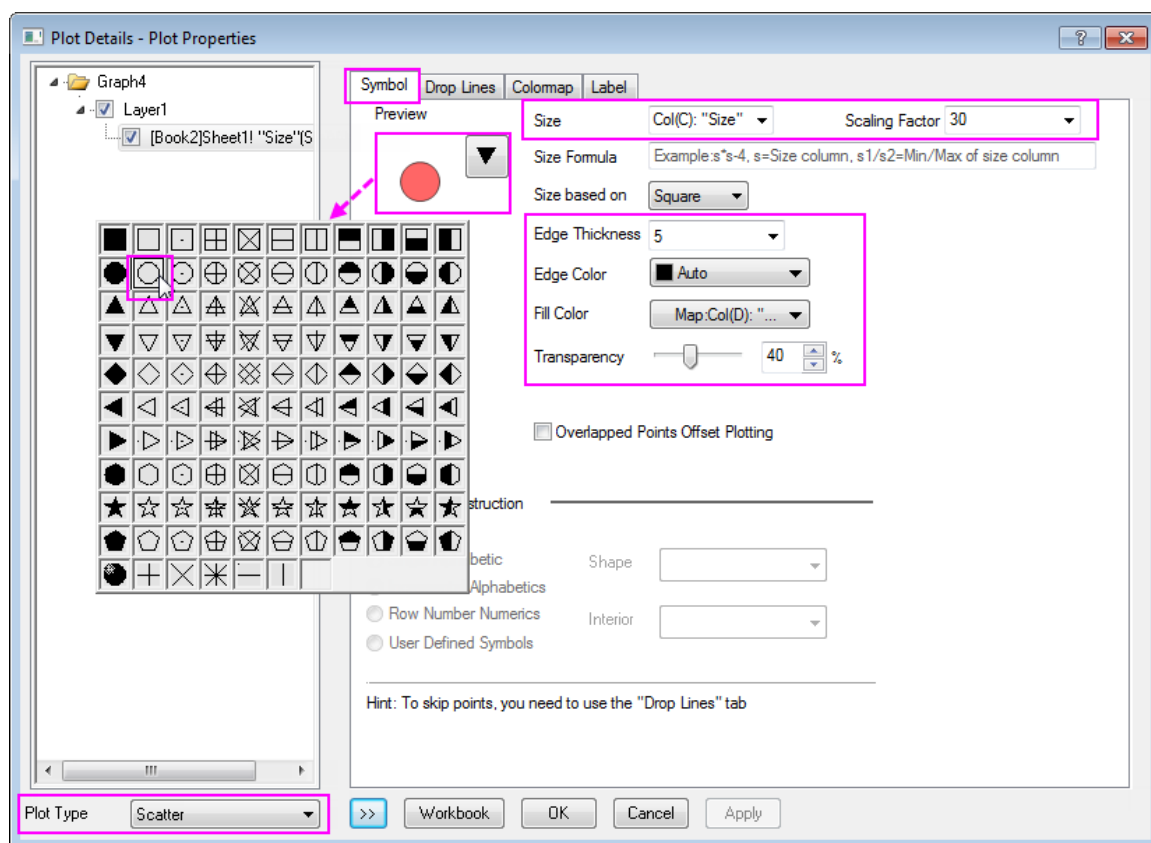 Plot Details - Plot Properties
Graph4
Layer1
[Book2]Sheet1! "Size"(S
Symbol
Drop Lines
Colormap
Label
Preview
Size
Col(C): "Size"
Scaling Factor
30
Size Formula
Example:s*s-4, s=Size column, s1/s2=Min/Max of size column
Size based on
Square
Edge Thickness
5
Edge Color
Auto
Fill Color
Map:Col(D): "...
Transparency
40
%
Overlapped Points Offset Plotting
struction
betic
Shape
Alphabetics
Row Number Numerics
Interior
User Defined Symbols
Hint: To skip points, you need to use the "Drop Lines" tab
Plot Type
Scatter
>>
Workbook
OK
Cancel
Apply